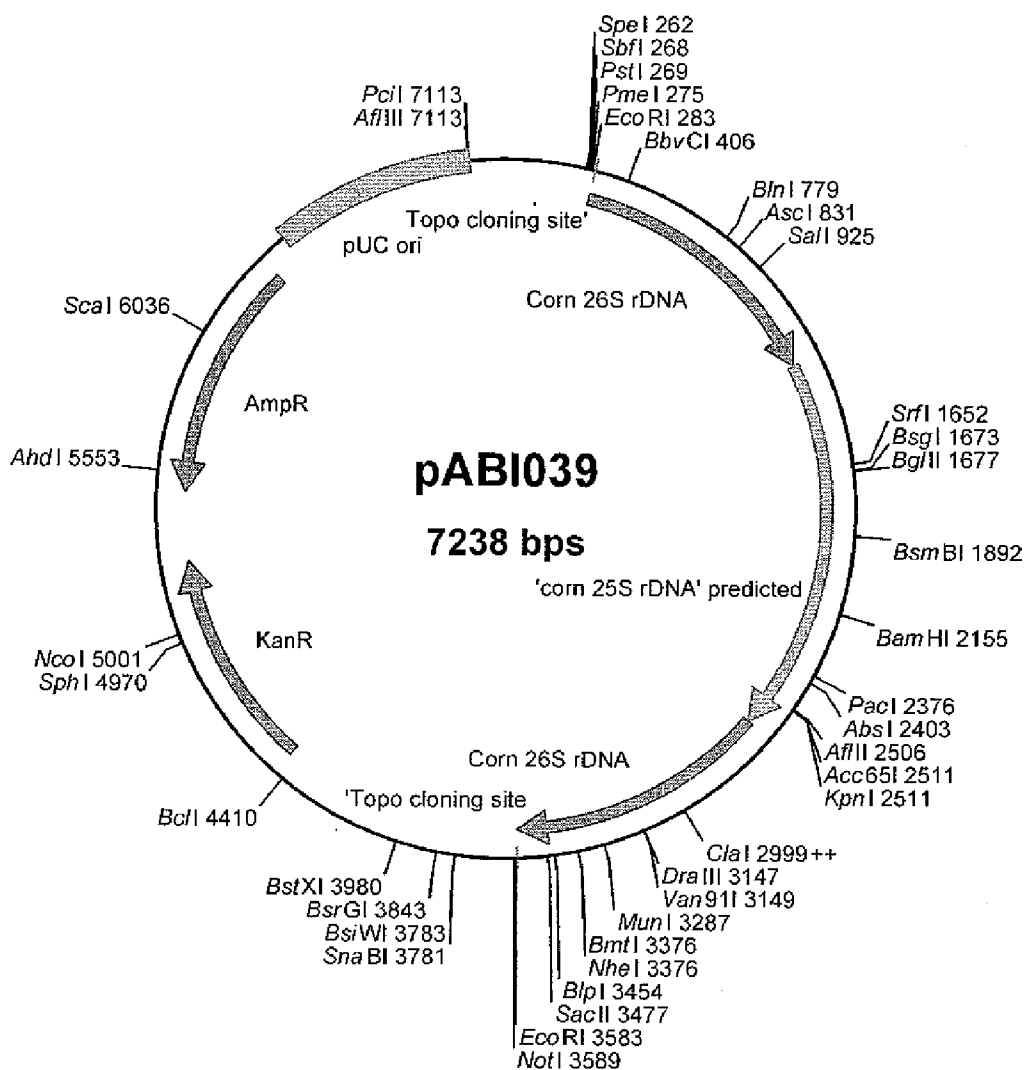 SpeI 262
SbfI 268
PstI 269
PmeI 275
EcoRI 283
BbvCI 406
PciI 7113
AflIII 7113
BlnI 779
AscI 831
SalI 925
Topo cloning site'
pUC ori
Corn 26S rDNA
ScaI 6036
AmpR
SrfI 1652
BsgI 1673
BglII 1677
AhdI 5553
pABI039
7238 bps
BsmBI 1892
'corn 25S rDNA' predicted
BamHI 2155
KanR
NcoI 5001
SphI 4970
PacI 2376
AbsI 2403
AflII 2506
Acc65I 2511
KpnI 2511
Corn 26S rDNA
'Topo cloning site
BclI 4410
ClaI 2999++
DraIII 3147
Van91I 3149
MunI 3287
BmtI 3376
NheI 3376
BlpI 3454
SacII 3477
EcoRI 3583
NotI 3589
BstXI 3980
BsrGI 3843
BsiWI 3783
SnaBI 3781